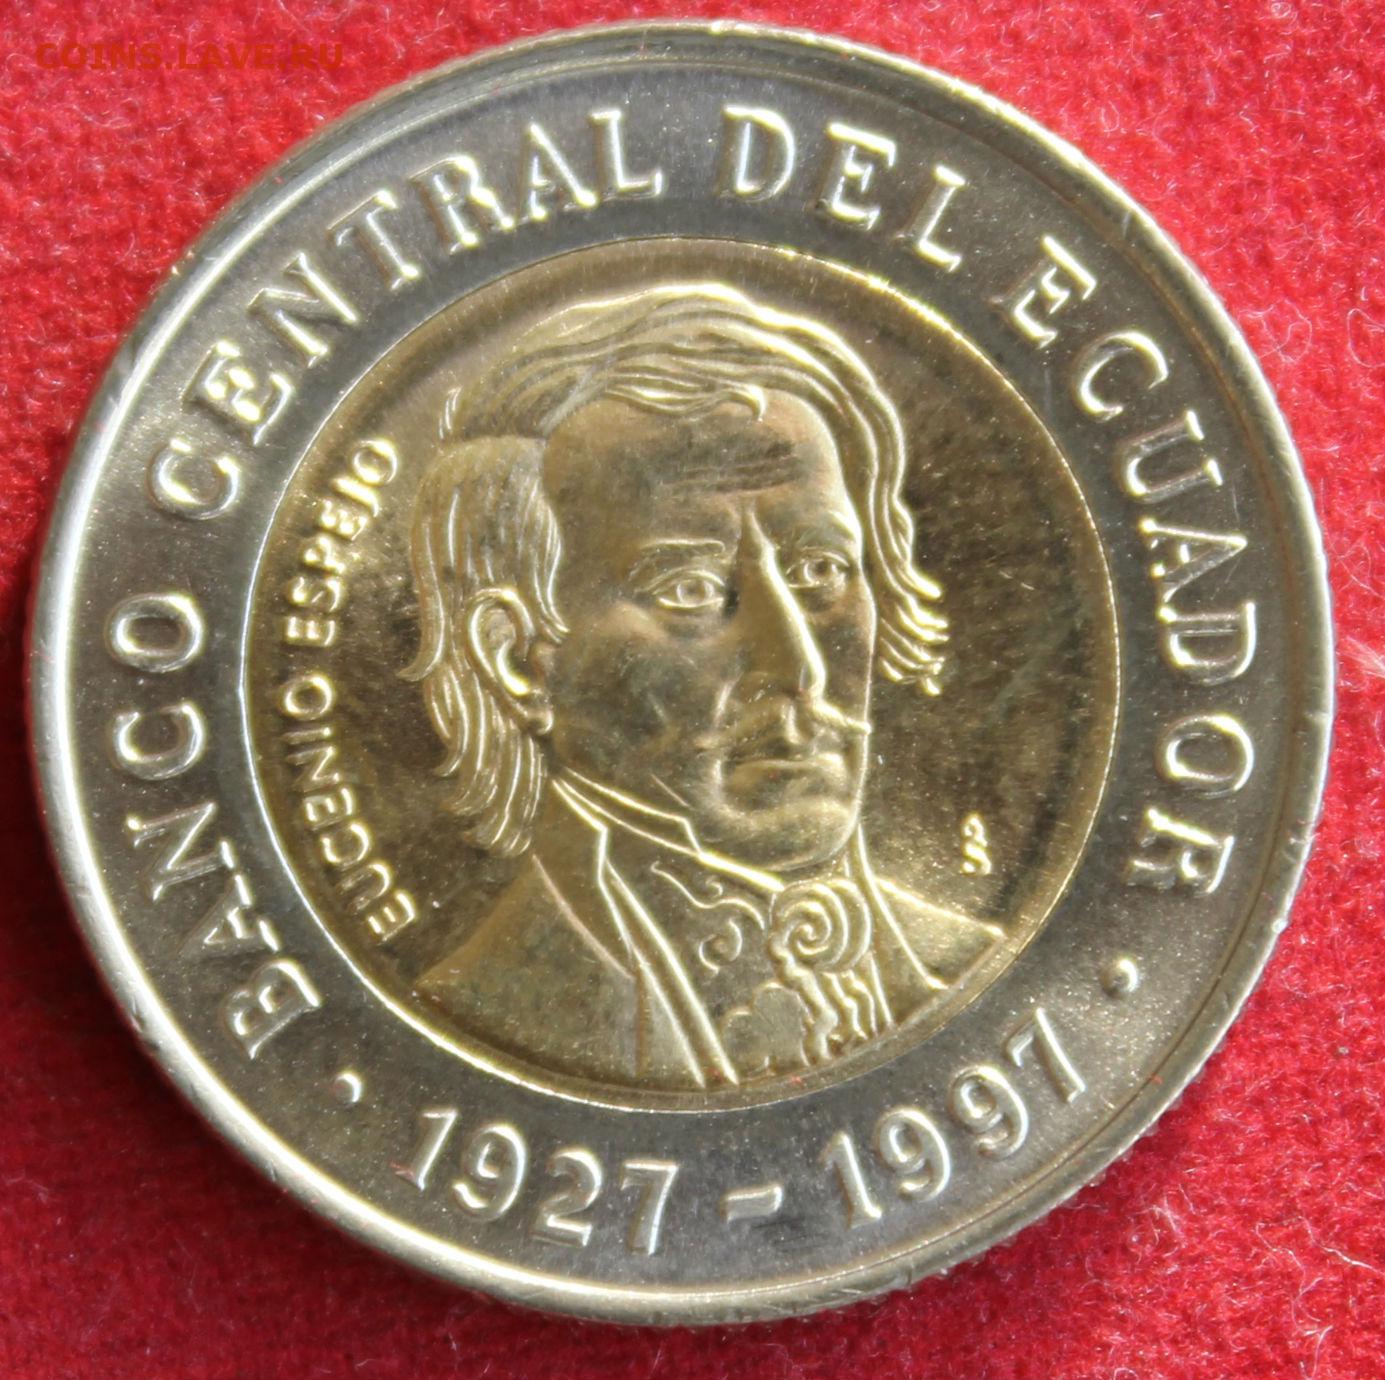 COINS.LAVE.RU
BANCO CENTRAL DEL ECUADOR
EUGENIO ESPEJO
· 1927 - 1997 ·